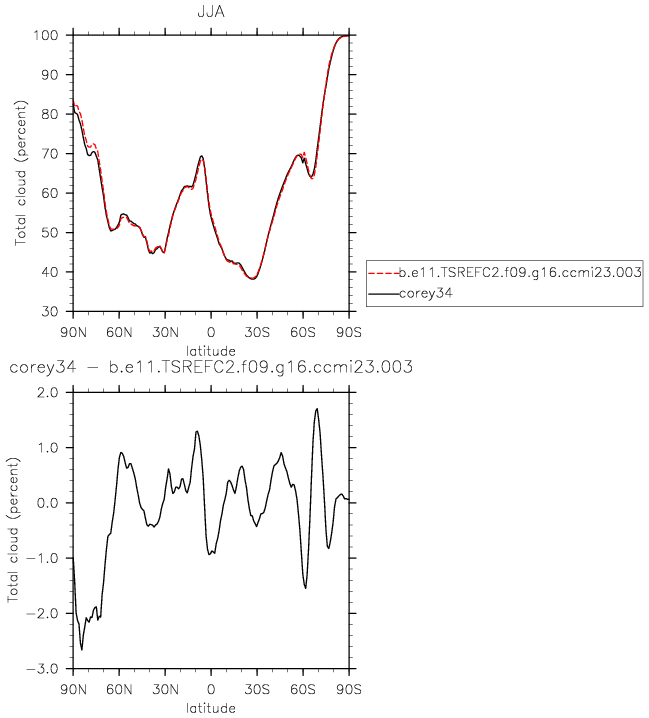 JJA
100
90
80
70
60
50
40
30
Total cloud (percent)
90N 60N 30N 0 30S 60S 90S
latitude
b.e11.TSREFC2.f09.g16.ccmi23.003
corey34
corey34 − b.e11.TSREFC2.f09.g16.ccmi23.003
2.0
1.0
0.0
−1.0
−2.0
−3.0
Total cloud (percent)
90N 60N 30N 0 30S 60S 90S
latitude